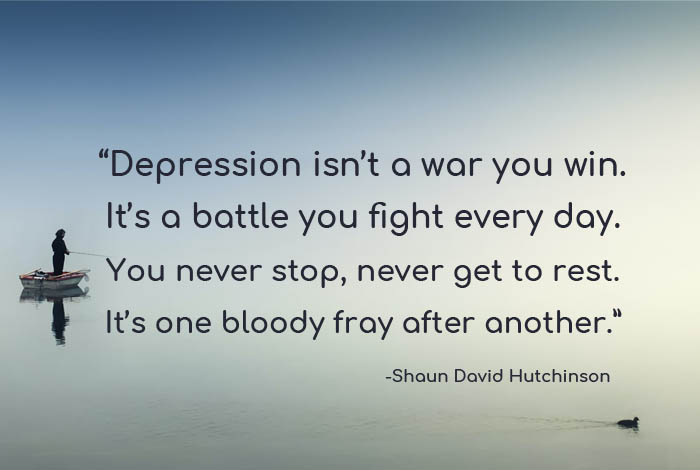 “Depression isn’t a war you win.
It’s a battle you fight every day.
You never stop, never get to rest.
It’s one bloody fray after another.”
-Shaun David Hutchinson